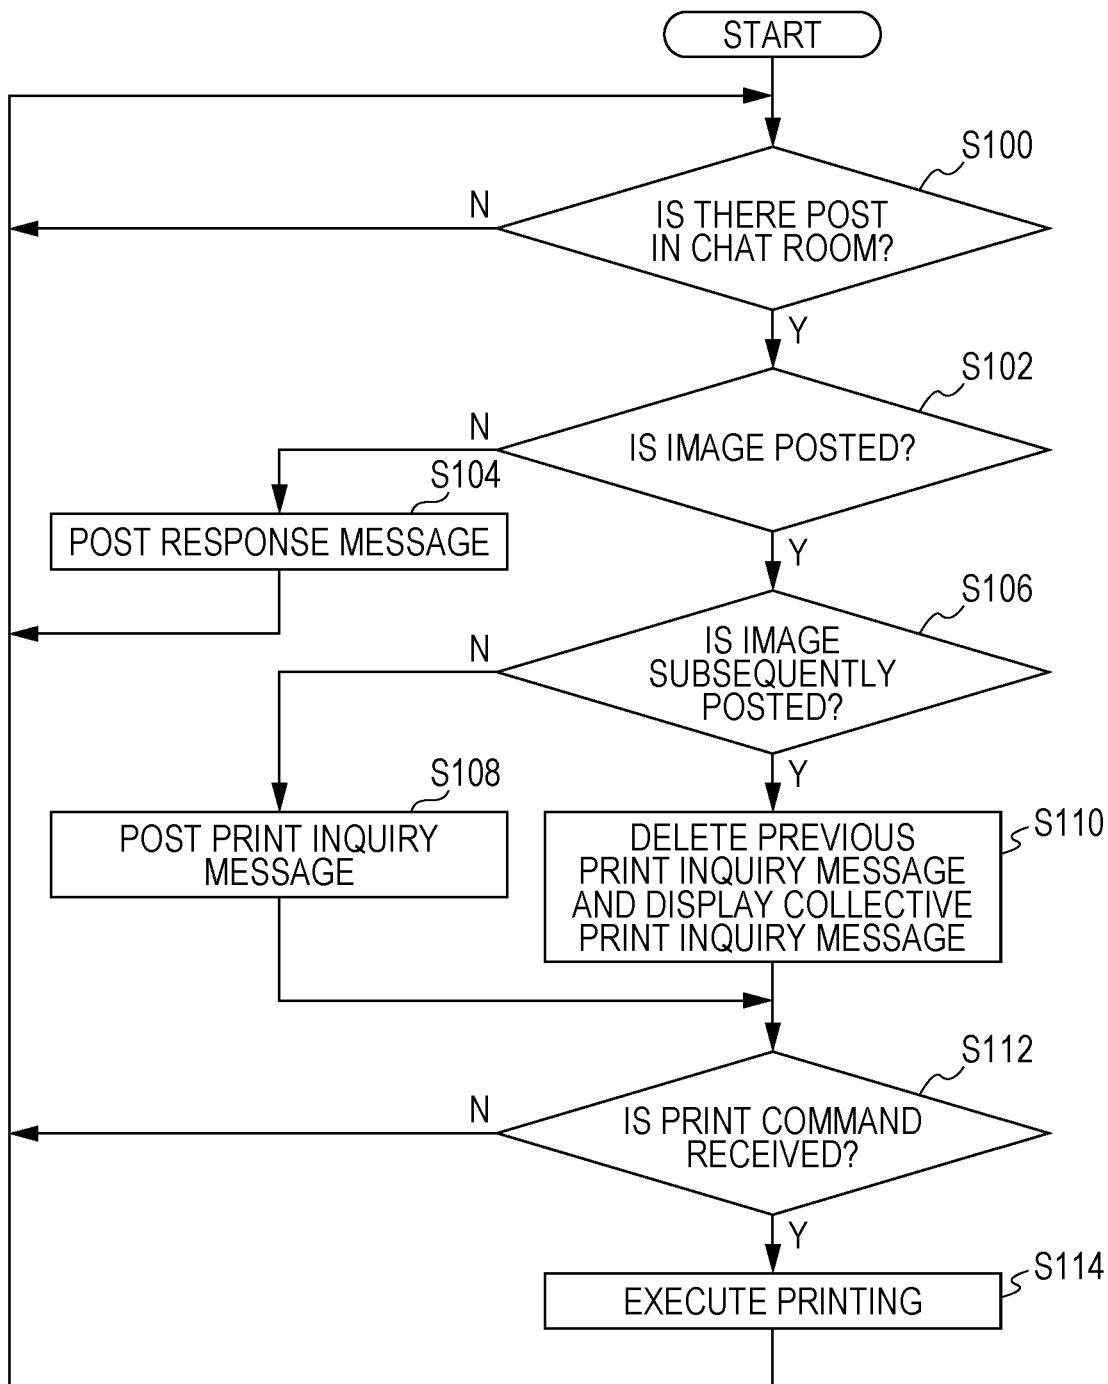 START
S100
N
IS THERE POST
IN CHAT ROOM?
Y
S102
N
IS IMAGE POSTED?
S104
POST RESPONSE MESSAGE
Y
S106
N
IS IMAGE
SUBSEQUENTLY
POSTED?
S108
Y
POST PRINT INQUIRY
MESSAGE
S110
DELETE PREVIOUS
PRINT INQUIRY MESSAGE
AND DISPLAY COLLECTIVE
PRINT INQUIRY MESSAGE
S112
N
IS PRINT COMMAND
RECEIVED?
Y
S114
EXECUTE PRINTING